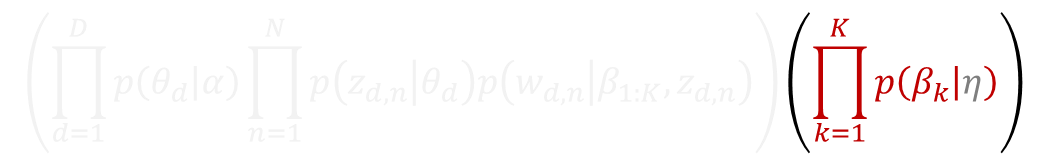 (∏_{d=1}^{D} p(θ_d|α) ∏_{n=1}^{N} p(z_{d,n}|θ_d)p(w_{d,n}|β_{1:K}, z_{d,n})) (∏_{k=1}^{K} p(β_k|η))